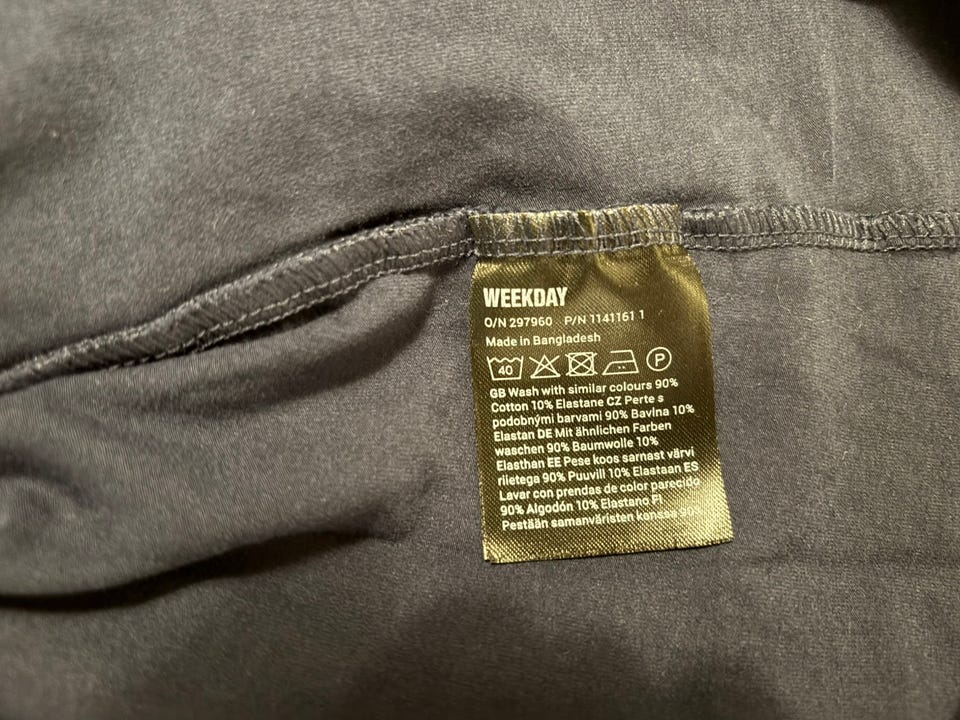 WEEKDAY
O/N 297960 P/N 1141161 1
Made in Bangladesh
40 P
GB Wash with similar colours 90%
Cotton 10% Elastane CZ Perte s
podobnými barvami 90% Bavlna 10%
Elastan DE Mit ähnlichen Farben
waschen 90% Baumwolle 10%
Elasthan EE Pese koos sarnast värvi
riietega 90% Puuvill 10% Elastaan ES
Lavar con prendas de color parecido
90% Algodón 10% Elastano FI
Pestään samanväristen kanssa 90%